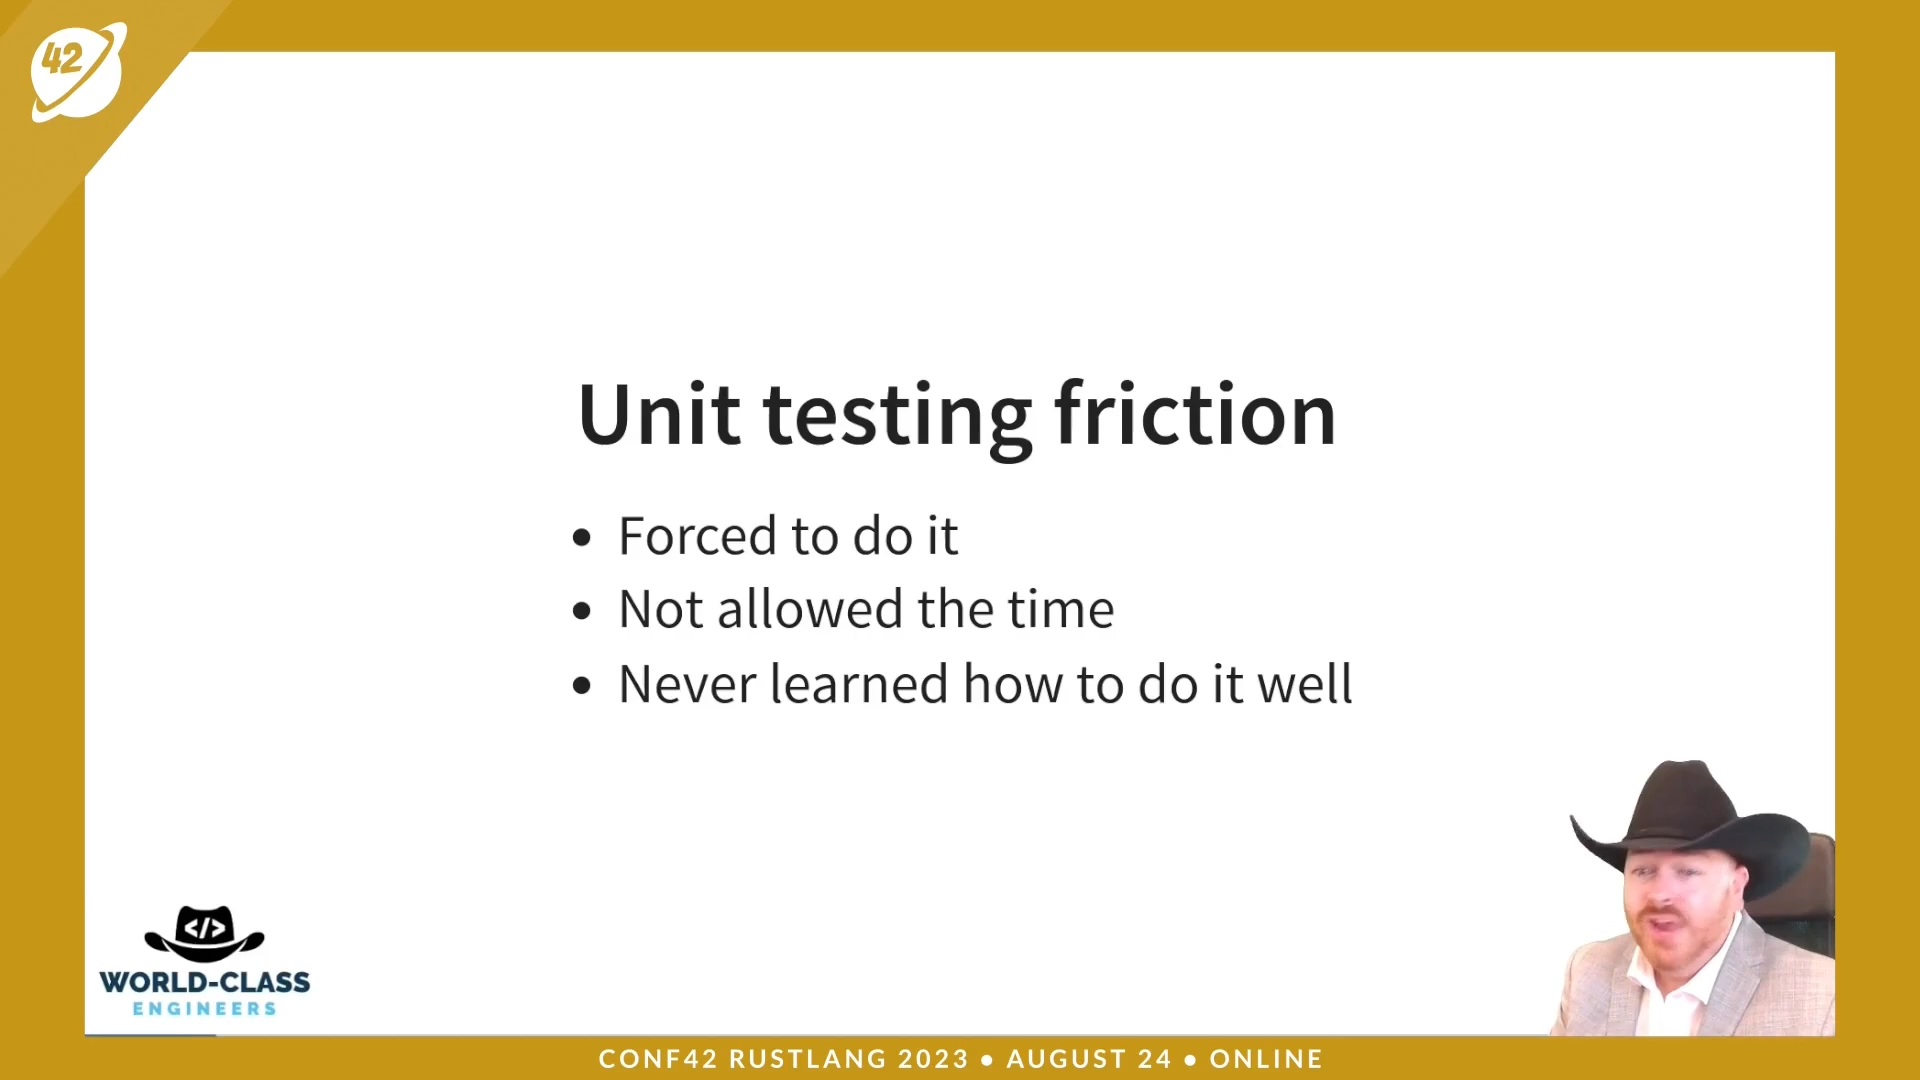 42
Unit testing friction
• Forced to do it
• Not allowed the time
• Never learned how to do it well
</>
WORLD-CLASS
ENGINEERS
CONF42 RUSTLANG 2023 • AUGUST 24 • ONLINE